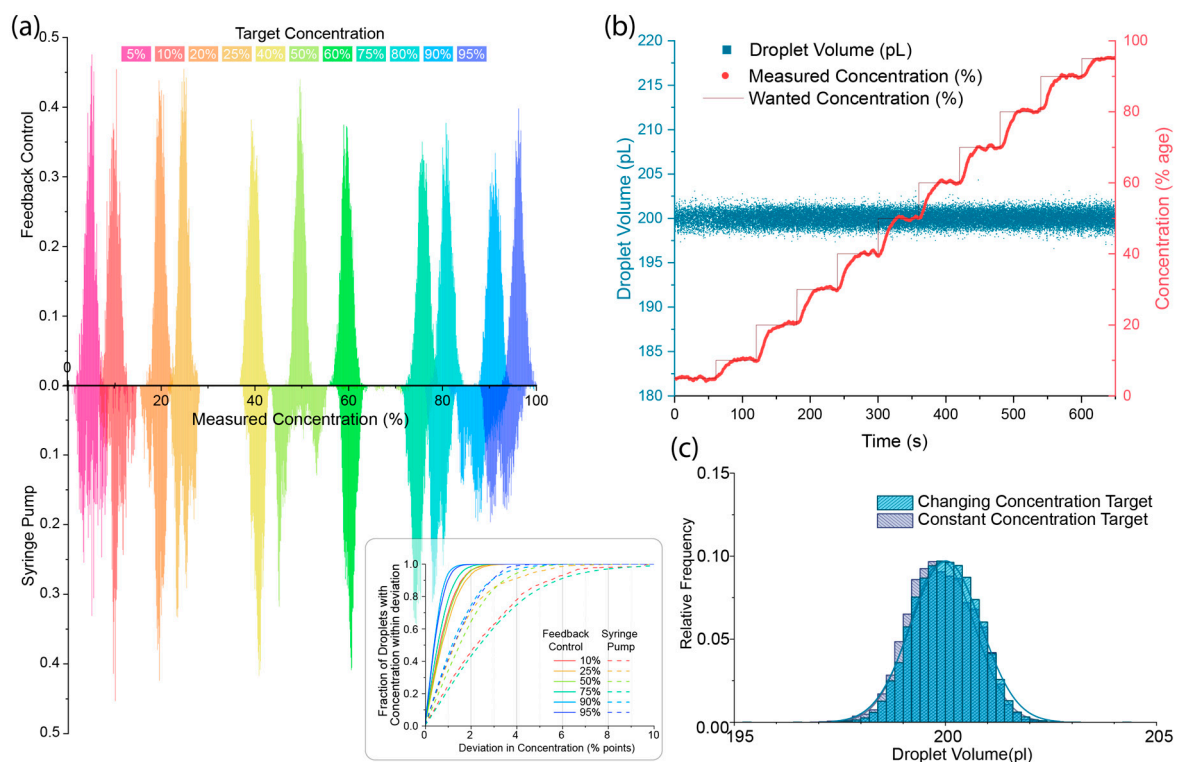 (a)
Target Concentration
5% 10% 20% 25% 40% 50% 60% 75% 80% 90% 95%
0.5
0.4
0.3
0.2
0.1
0.0
0.1
0.2
0.3
0.4
0.5
Feedback Control
Syringe Pump
0 20 40 60 80 100
Measured Concentration (%)
Fraction of Droplets with
Concentration within deviation
1.0
0.8
0.6
0.4
0.2
0.0
0 2 4 6 8 10
Deviation in Concentration (% points)
Feedback Syringe
Control Pump
10%
25%
50%
75%
90%
95%
(b)
Droplet Volume (pL)
Measured Concentration (%)
Wanted Concentration (%)
Droplet Volume (pL)
220
215
210
205
200
195
190
185
180
0 100 200 300 400 500 600
Time (s)
100
80
60
40
20
0
Concentration (% age)
(c)
Changing Concentration Target
Constant Concentration Target
Relative Frequency
0.15
0.10
0.05
0.00
195 200 205
Droplet Volume(pl)